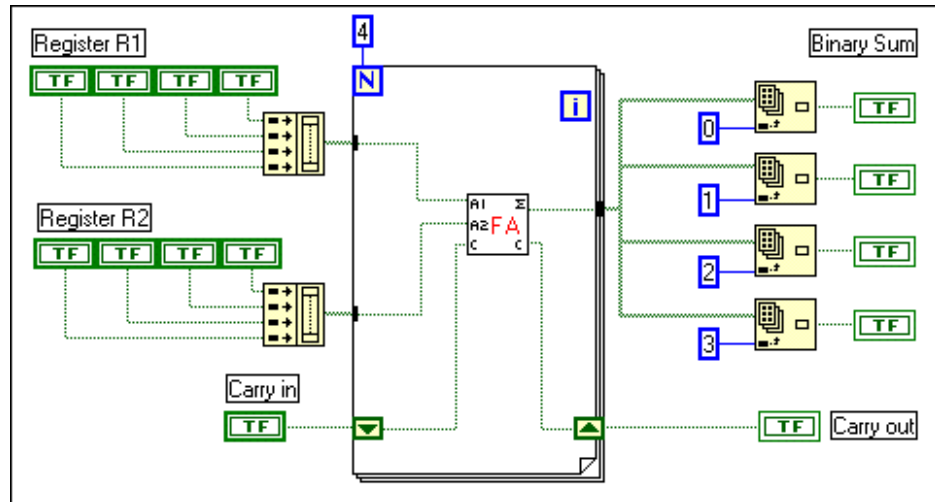 4
Register R1
Binary Sum
TF TF TF TF
N
i
TF
0
TF
1
A1 Σ
A2 FA
C C
Register R2
TF TF TF TF
TF
2
TF
3
Carry in
TF
TF
Carry out